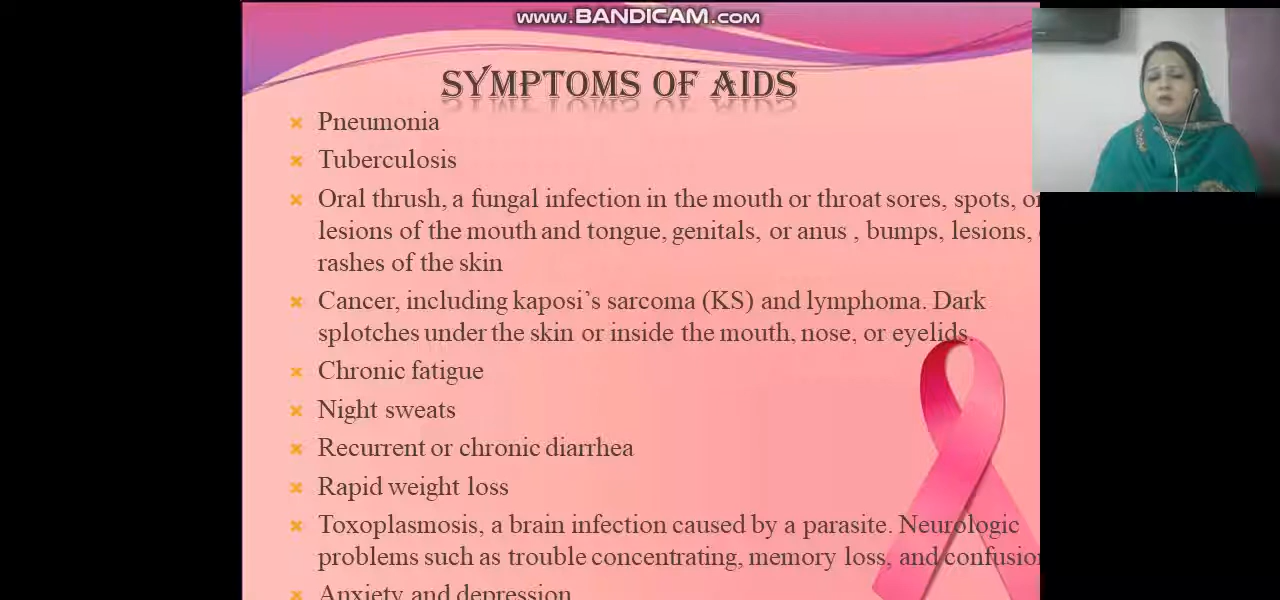 www.BANDICAM.com
SYMPTOMS OF AIDS
Pneumonia
Tuberculosis
Oral thrush, a fungal infection in the mouth or throat sores, spots, or
lesions of the mouth and tongue, genitals, or anus , bumps, lesions,
rashes of the skin
Cancer, including kaposi’s sarcoma (KS) and lymphoma. Dark
splotches under the skin or inside the mouth, nose, or eyelids.
Chronic fatigue
Night sweats
Recurrent or chronic diarrhea
Rapid weight loss
Toxoplasmosis, a brain infection caused by a parasite. Neurologic
problems such as trouble concentrating, memory loss, and confusion
Anxiety and depression